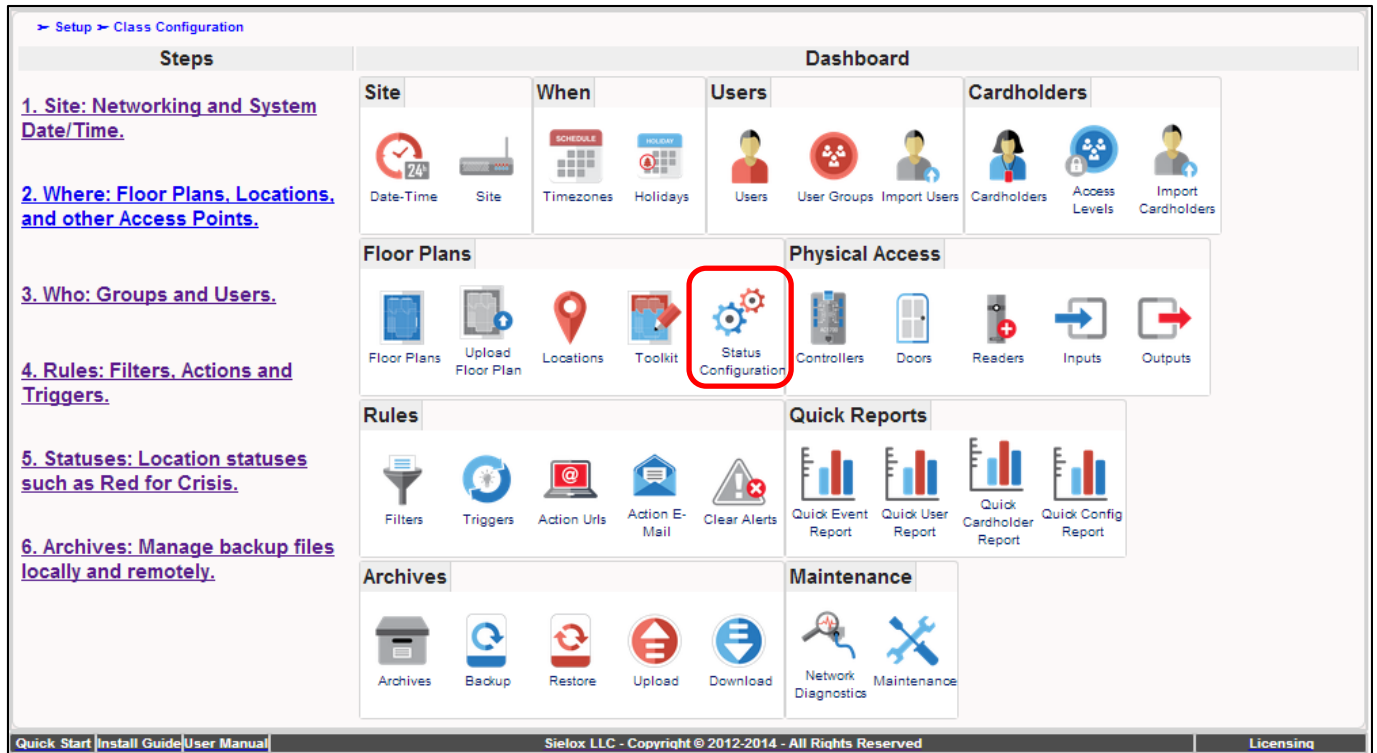 ➣ Setup ➣ Class Configuration
Steps
Dashboard
1. Site: Networking and System
Date/Time.
2. Where: Floor Plans, Locations,
and other Access Points.
3. Who: Groups and Users.
4. Rules: Filters, Actions and
Triggers.
5. Statuses: Location statuses
such as Red for Crisis.
6. Archives: Manage backup files
locally and remotely.
Site
24h
Date-Time
Site
When
SCHEDULE
Timezones
HOLIDAY
Holidays
Users
Users
User Groups
Import Users
Cardholders
Cardholders
Access
Levels
Import
Cardholders
Floor Plans
Floor Plans
Upload
Floor Plan
Locations
Toolkit
Status
Configuration
Physical Access
Controllers
Doors
Readers
Inputs
Outputs
Rules
Filters
Triggers
@
Action Urls
Action E-
Mail
Clear Alerts
Quick Reports
Quick Event
Report
Quick User
Report
Quick
Cardholder
Report
Quick Config
Report
Archives
Archives
Backup
Restore
Upload
Download
Maintenance
Network
Diagnostics
Maintenance
Quick Start Install Guide User Manual
Sielox LLC - Copyright © 2012-2014 - All Rights Reserved
Licensing